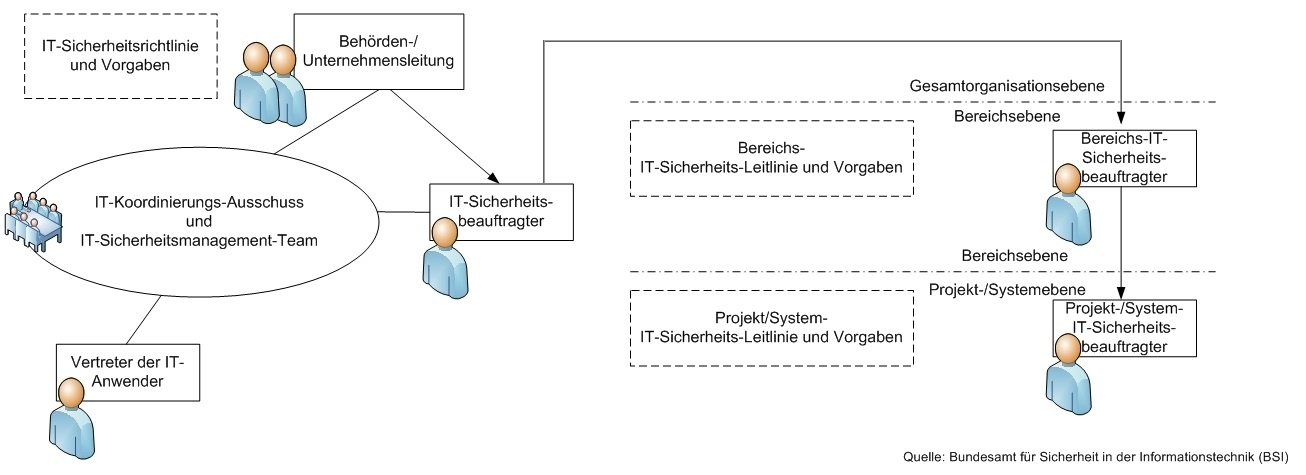 IT-Sicherheitsrichtlinie
und Vorgaben
Behörden-/
Unternehmensleitung
IT-Koordinierungs-Ausschuss
und
IT-Sicherheitsmanagement-Team
IT-Sicherheits-
beauftragter
Vertreter der IT-
Anwender
Gesamtorganisationsebene
Bereichsebene
Bereichs-
IT-Sicherheits-Leitlinie und Vorgaben
Bereichs-IT-
Sicherheits-
beauftragter
Bereichsebene
Projekt-/Systemebene
Projekt/System-
IT-Sicherheits-Leitlinie und Vorgaben
Projekt-/System-
IT-Sicherheits-
beauftragter
Quelle: Bundesamt für Sicherheit in der Informationstechnik (BSI)